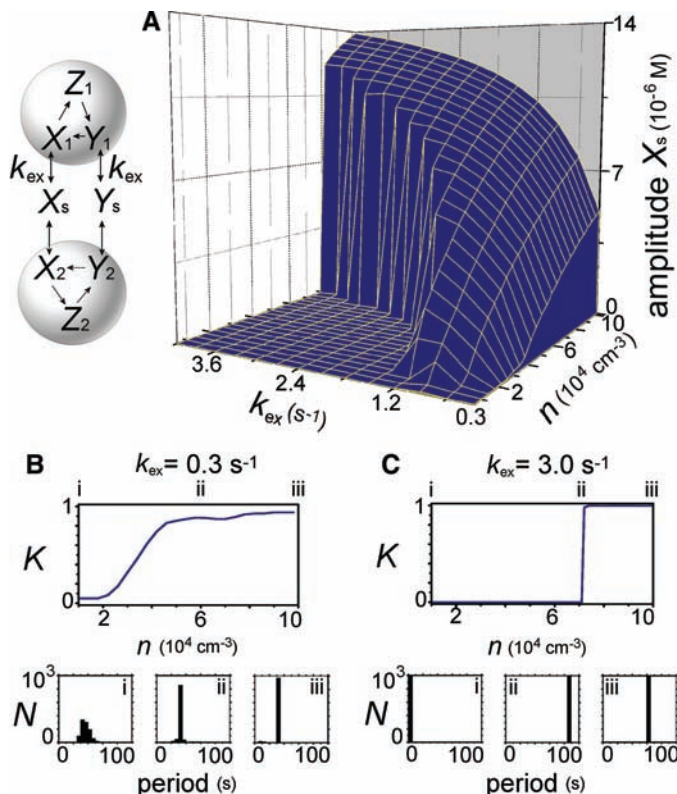 A
Z1
X1 Y1
kex kex
Xs Ys
X2 Y2
Z2
14
7
0
amplitude Xs (10-6 M)
10
6
2
n (104 cm-3)
3.6
2.4
1.2
0.3
kex (s-1)
B
kex = 0.3 s-1
i ii iii
1
K
0
2 6 10
n (104 cm-3)
103
N
0
i ii iii
0 100 0 100 0 100
period (s)
C
kex = 3.0 s-1
i ii iii
1
K
0
2 6 10
n (104 cm-3)
103
N
0
i ii iii
0 100 0 100 0 100
period (s)